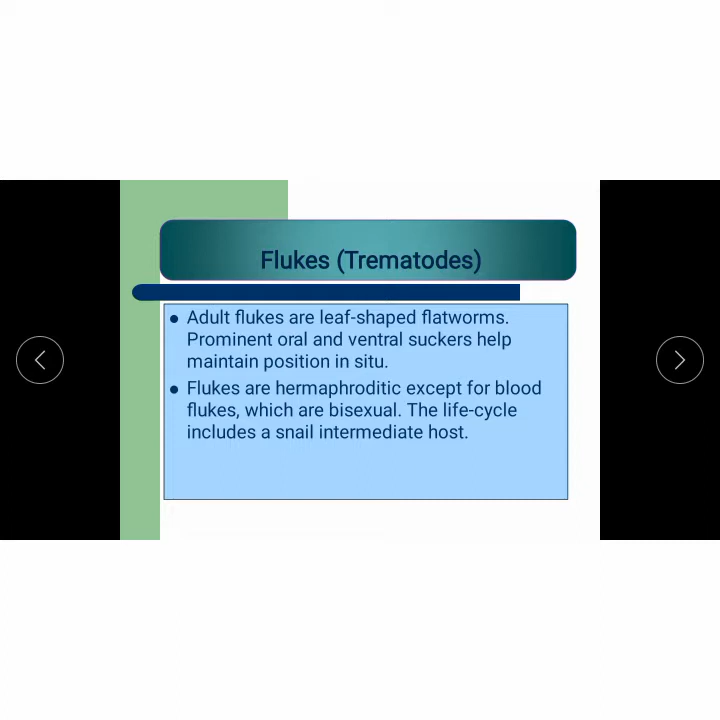 Flukes (Trematodes)
● Adult flukes are leaf-shaped flatworms.
Prominent oral and ventral suckers help
maintain position in situ.
● Flukes are hermaphroditic except for blood
flukes, which are bisexual. The life-cycle
includes a snail intermediate host.